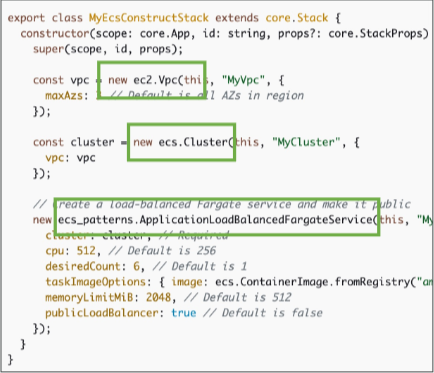 export class MyEcsConstructStack extends core.Stack {
constructor(scope: core.App, id: string, props?: core.StackProps)
super(scope, id, props);
const vpc = new ec2.Vpc(this, "MyVpc", {
maxAzs: // Default is all AZs in region
});
const cluster = new ecs.Cluster(this, "MyCluster", {
vpc: vpc
});
// Create a load-balanced Fargate service and make it public
new ecs_patterns.ApplicationLoadBalancedFargateService(this, "My
cluster: cluster, // Required
cpu: 512, // Default is 256
desiredCount: 6, // Default is 1
taskImageOptions: { image: ecs.ContainerImage.fromRegistry("am
memoryLimitMiB: 2048, // Default is 512
publicLoadBalancer: true // Default is false
});
}
}